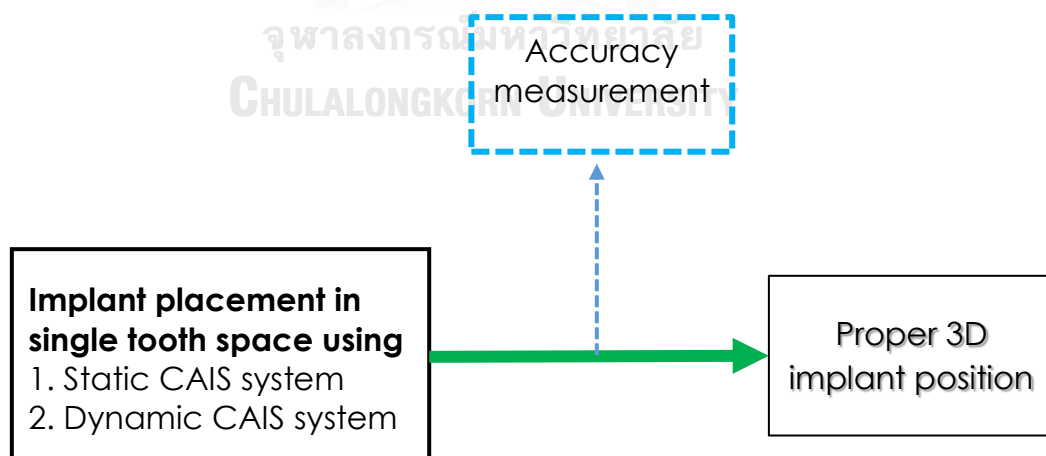 จุฬาลงกรณ์มหาวิทยาลัย
Accuracy
measurement
CHULALONGKORN UNIVERSITY
Implant placement in
single tooth space using
1. Static CAIS system
2. Dynamic CAIS system
Proper 3D
implant position